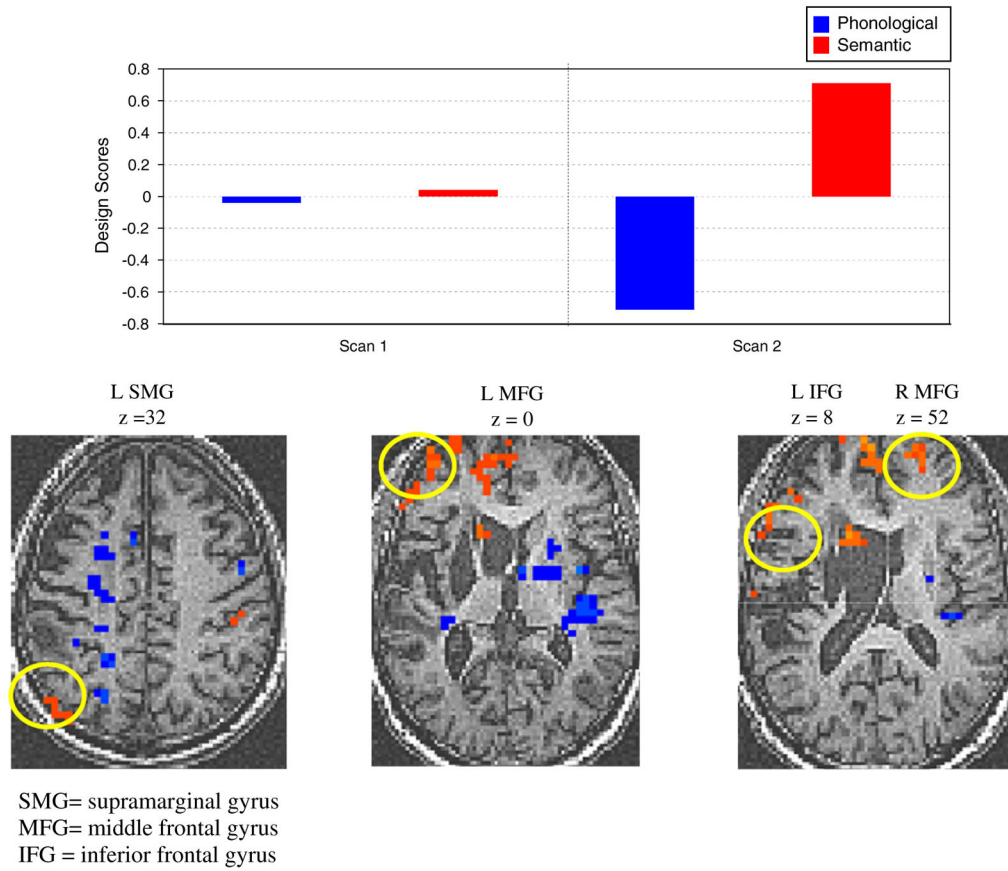 Phonological
Semantic
0.8
0.6
0.4
0.2
0
-0.2
-0.4
-0.6
-0.8
Design Scores
Scan 1
Scan 2
L SMG
z =32
L MFG
z = 0
L IFG R MFG
z = 8 z = 52
SMG= supramarginal gyrus
MFG= middle frontal gyrus
IFG = inferior frontal gyrus